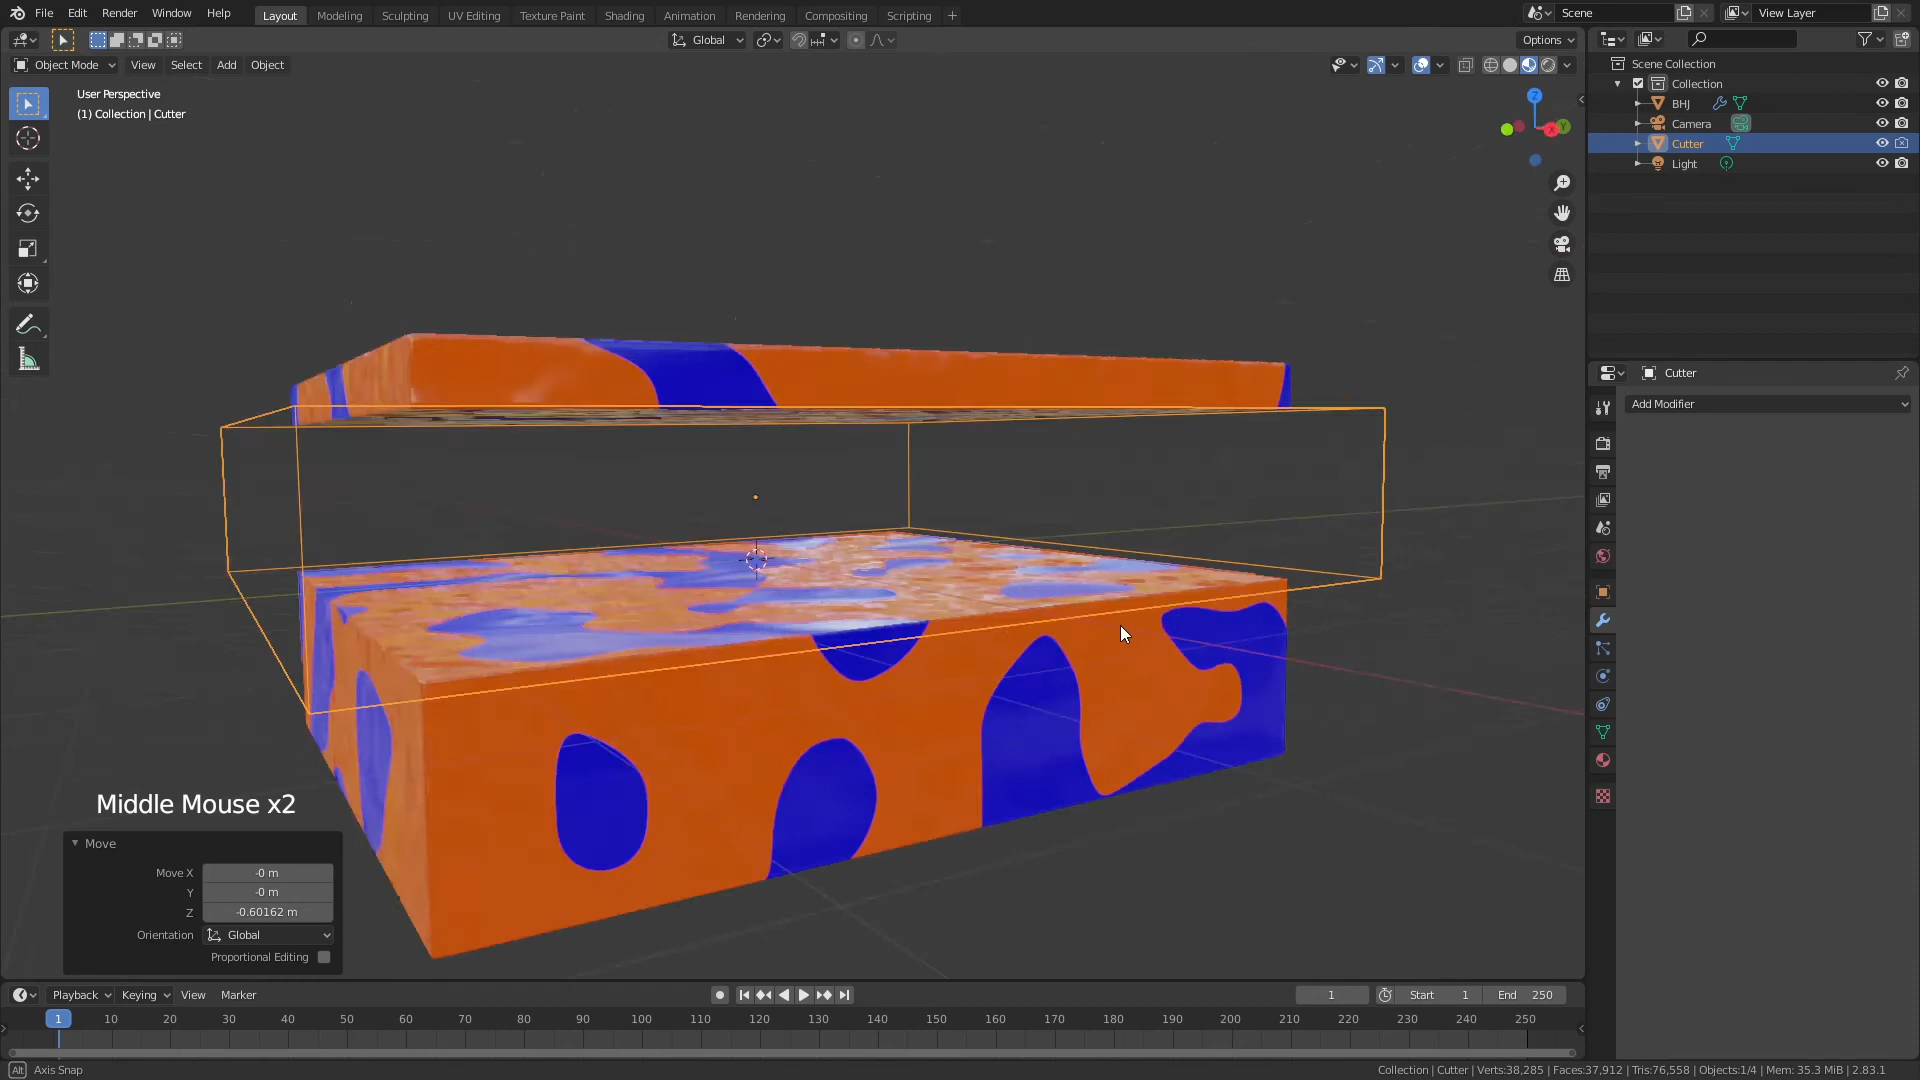 File Edit Render Window Help
Layout Modeling Sculpting UV Editing Texture Paint Shading Animation Rendering Compositing Scripting +
Scene
View Layer
Global
Options
Object Mode View Select Add Object
User Perspective
(1) Collection | Cutter
Z
X
Y
Scene Collection
Collection
BHJ
Camera
Cutter
Light
Cutter
Add Modifier
Middle Mouse x2
Move
Move X -0 m
Y -0 m
Z -0.60162 m
Orientation Global
Proportional Editing
Playback Keying View Marker
1
Start 1
End 250
1 10 20 30 40 50 60 70 80 90 100 110 120 130 140 150 160 170 180 190 200 210 220 230 240 250
Alt Axis Snap
Collection | Cutter | Verts:38,285 | Faces:37,912 | Tris:76,558 | Objects:1/4 | Mem: 35.3 MiB | 2.83.1